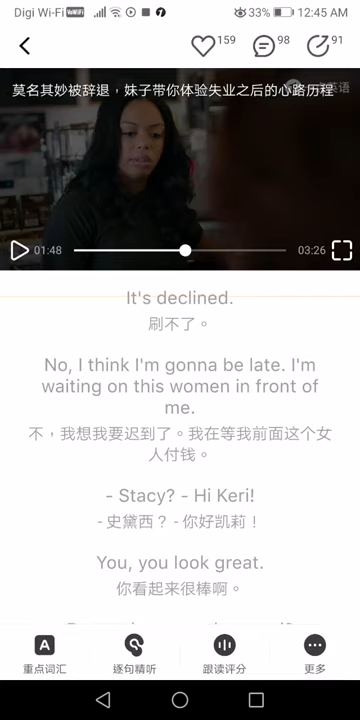 Digi Wi-Fi VoWiFi 33% 12:45 AM
159 98 91
莫名其妙被辞退，妹子带你体验失业之后的心路历程
英语
01:48 03:26
It's declined.
刷不了。
No, I think I'm gonna be late. I'm
waiting on this women in front of
me.
不，我想我要迟到了。我在等我前面这个女
人付钱。
- Stacy? - Hi Keri!
- 史黛西？ - 你好凯莉！
You, you look great.
你看起来很棒啊。
A
重点词汇 逐句精听 跟读评分 更多